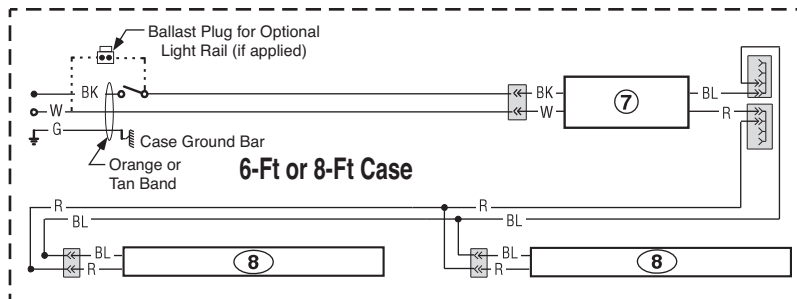 Ballast Plug for Optional
Light Rail (if applied)
BK
BK
BL
7
W
W
R
G
Case Ground Bar
Orange or
Tan Band
6-Ft or 8-Ft Case
R
R
BL
BL
BL
8
BL
8
R
R